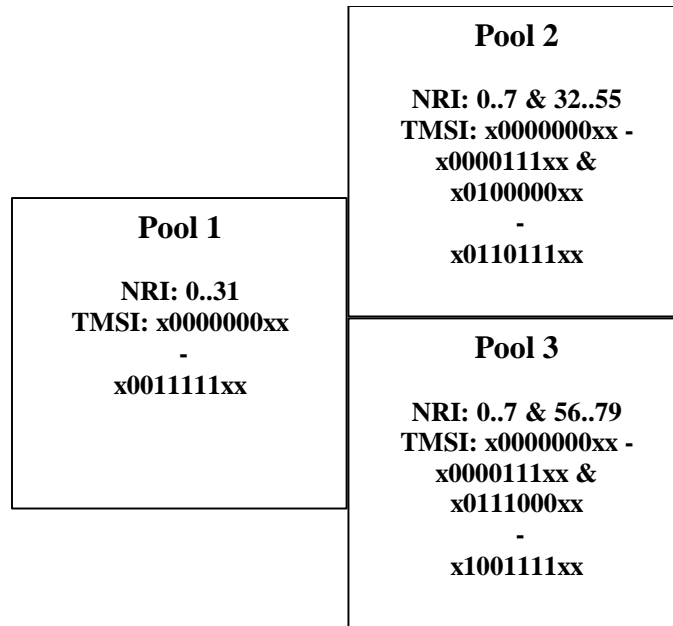 Pool 2
NRI: 0..7 & 32..55
TMSI: x0000000xx -
x0000111xx &
x0100000xx
-
x0110111xx
Pool 1
NRI: 0..31
TMSI: x0000000xx
-
x0011111xx
Pool 3
NRI: 0..7 & 56..79
TMSI: x0000000xx -
x0000111xx &
x0111000xx
-
x1001111xx